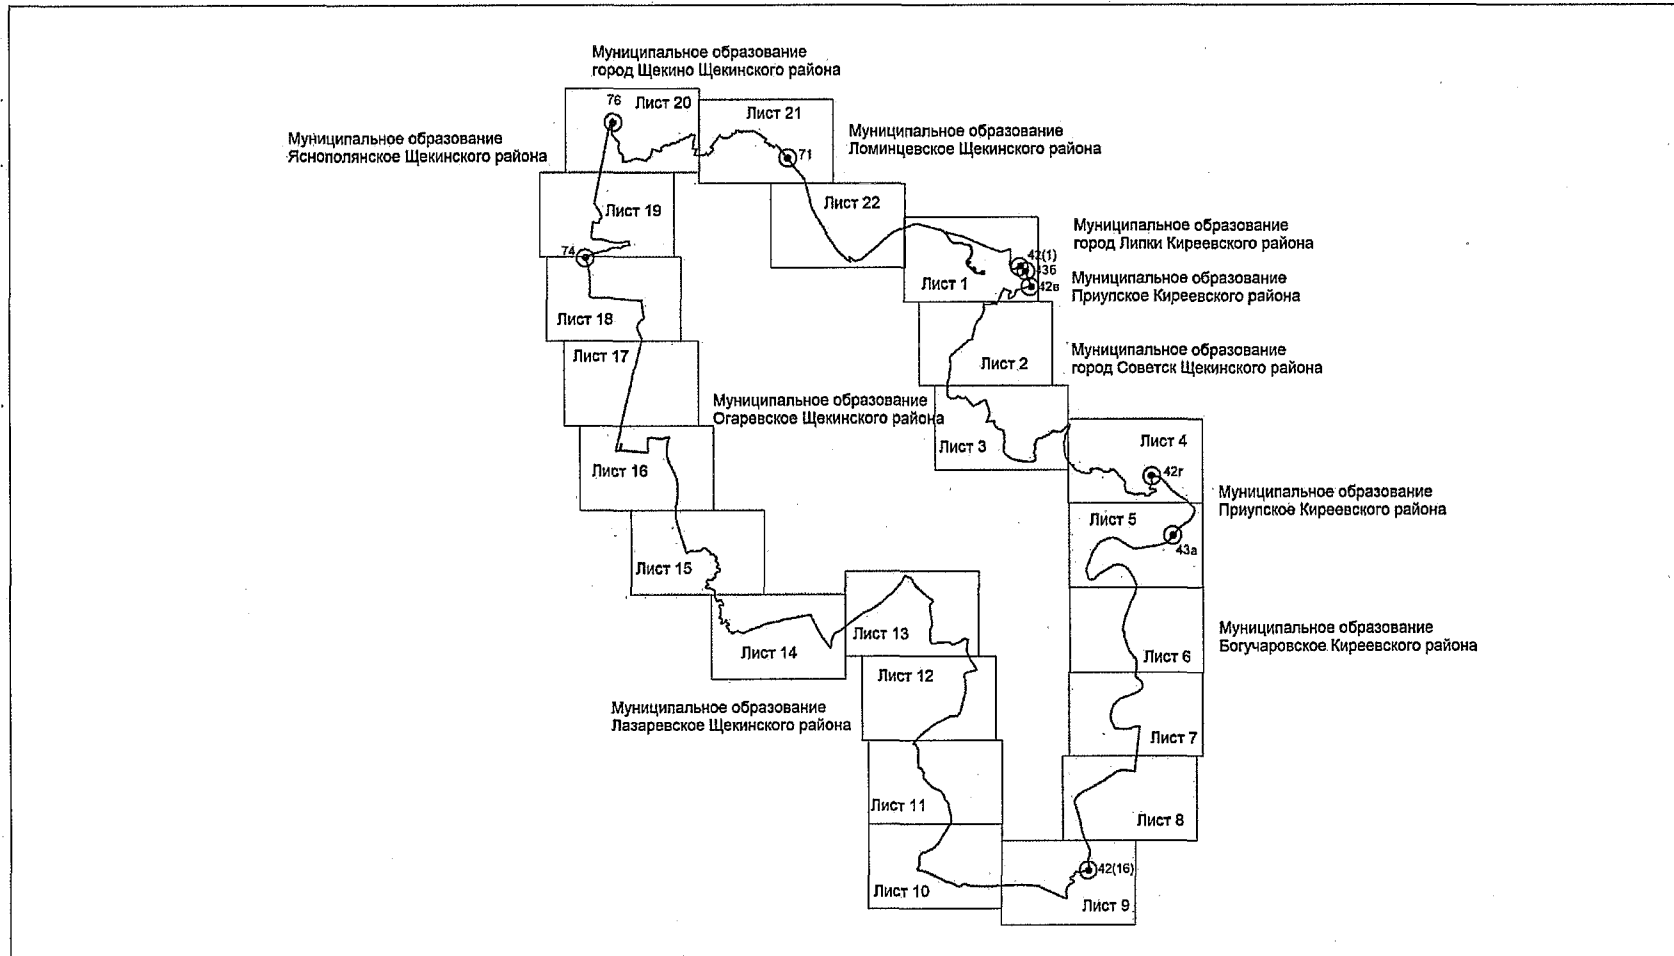 Муниципальное образование
город Щекино Щекинского района
76
Лист 20
Лист 21
Муниципальное образование
Яснополянское Щекинского района
Муниципальное образование
Ломинцевское Щекинского района
71
Лист 19
Лист 22
Муниципальное образование
город Липки Киреевского района
74
42(1)
43б
42в
Лист 1
Муниципальное образование
Приупское Киреевского района
Лист 18
Лист 17
Лист 2
Муниципальное образование
город Советск Щекинского района
Муниципальное образование
Огаревское Щекинского района
Лист 3
Лист 4
Лист 16
42г
Муниципальное образование
Приупское Киреевского района
Лист 5
43а
Лист 15
Лист 14
Лист 13
Муниципальное образование
Богучаровское Киреевского района
Лист 6
Лист 12
Муниципальное образование
Лазаревское Щекинского района
Лист 7
Лист 11
Лист 8
42(16)
Лист 10
Лист 9